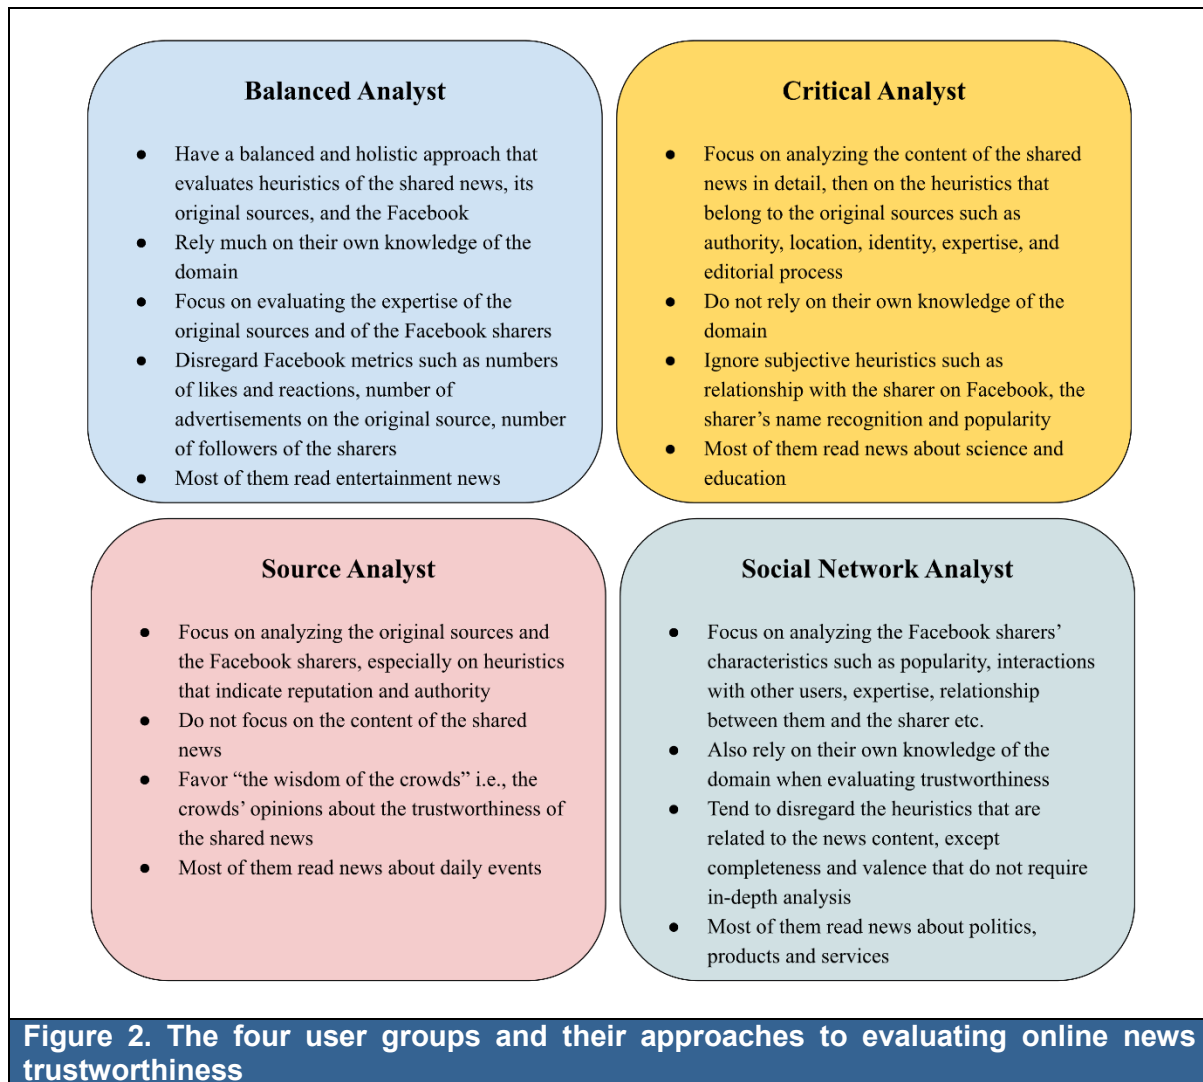 Balanced Analyst
● Have a balanced and holistic approach that
evaluates heuristics of the shared news, its
original sources, and the Facebook
● Rely much on their own knowledge of the
domain
● Focus on evaluating the expertise of the
original sources and of the Facebook sharers
● Disregard Facebook metrics such as numbers
of likes and reactions, number of
advertisements on the original source, number
of followers of the sharers
● Most of them read entertainment news
Critical Analyst
● Focus on analyzing the content of the shared
news in detail, then on the heuristics that
belong to the original sources such as
authority, location, identity, expertise, and
editorial process
● Do not rely on their own knowledge of the
domain
● Ignore subjective heuristics such as
relationship with the sharer on Facebook, the
sharer’s name recognition and popularity
● Most of them read news about science and
education
Source Analyst
● Focus on analyzing the original sources and
the Facebook sharers, especially on heuristics
that indicate reputation and authority
● Do not focus on the content of the shared
news
● Favor “the wisdom of the crowds” i.e., the
crowds’ opinions about the trustworthiness of
the shared news
● Most of them read news about daily events
Social Network Analyst
● Focus on analyzing the Facebook sharers’
characteristics such as popularity, interactions
with other users, expertise, relationship
between them and the sharer etc.
● Also rely on their own knowledge of the
domain when evaluating trustworthiness
● Tend to disregard the heuristics that are
related to the news content, except
completeness and valence that do not require
in-depth analysis
● Most of them read news about politics,
products and services
Figure 2. The four user groups and their approaches to evaluating online news
trustworthiness